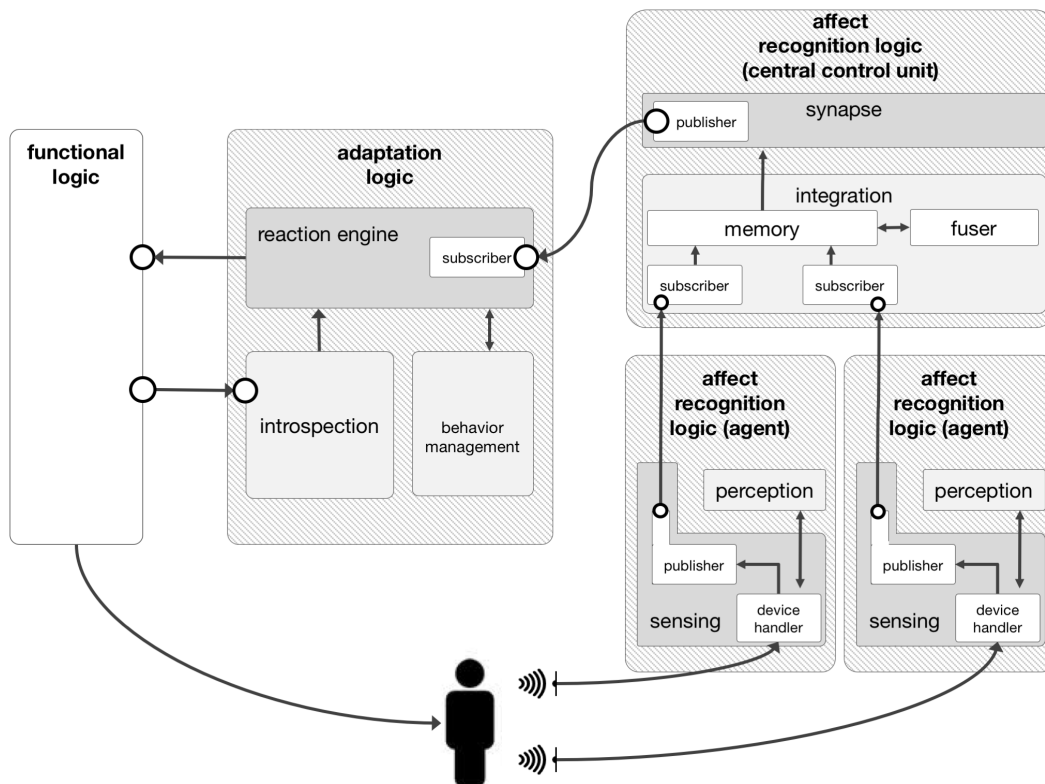 affect
recognition logic
(central control unit)
synapse
publisher
integration
memory
fuser
subscriber
subscriber
functional
logic
adaptation
logic
reaction engine
subscriber
introspection
behavior
management
affect
recognition
logic (agent)
perception
publisher
device
handler
sensing
affect
recognition
logic (agent)
perception
publisher
device
handler
sensing